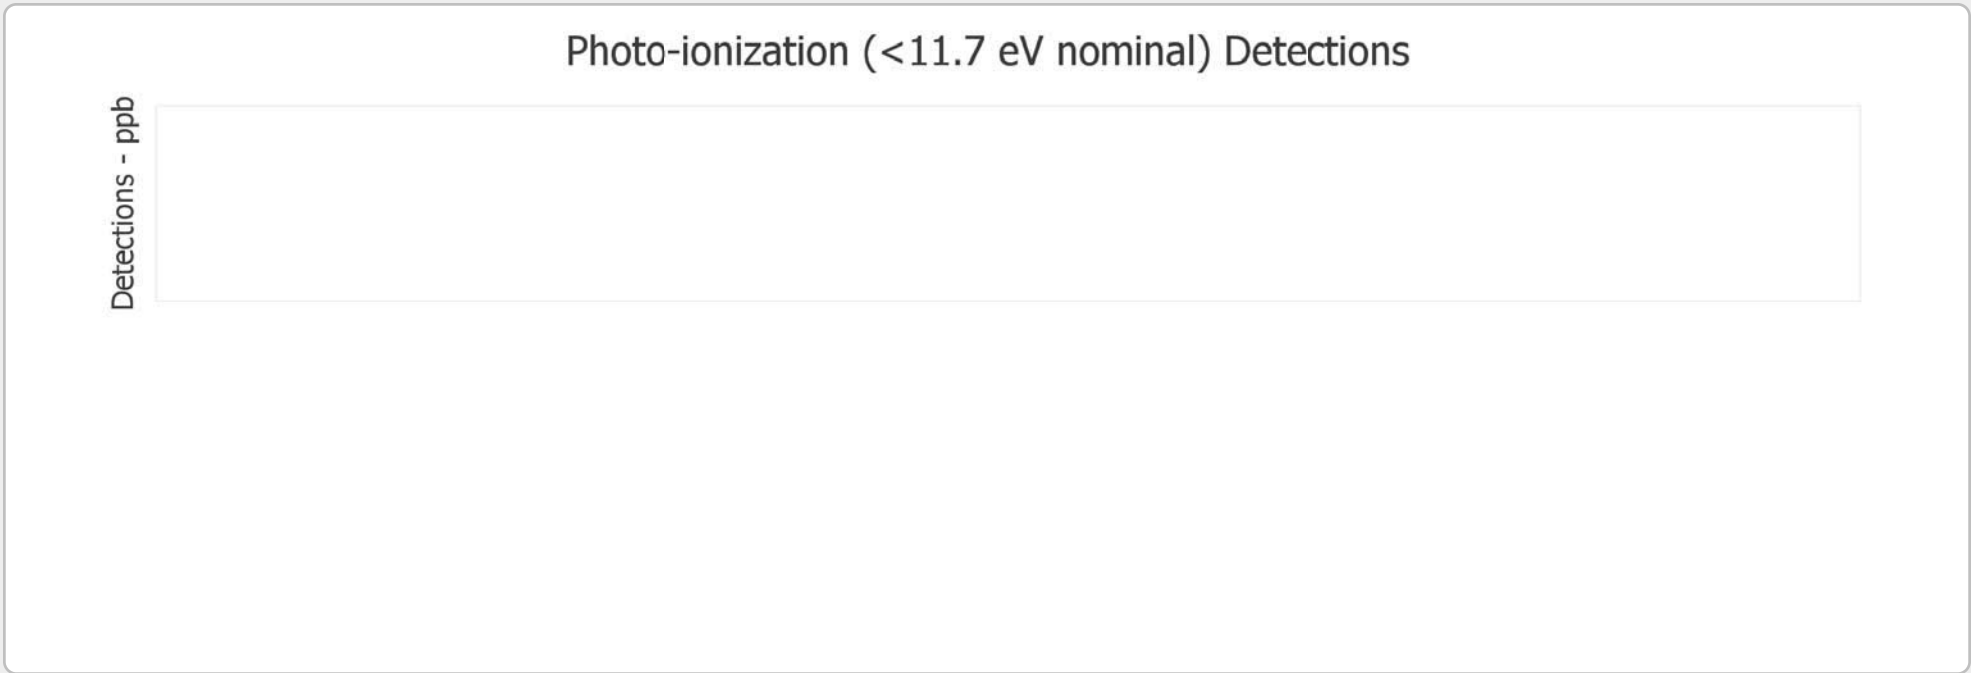 Photo-ionization (<11.7 eV nominal) Detections
Detections - ppb